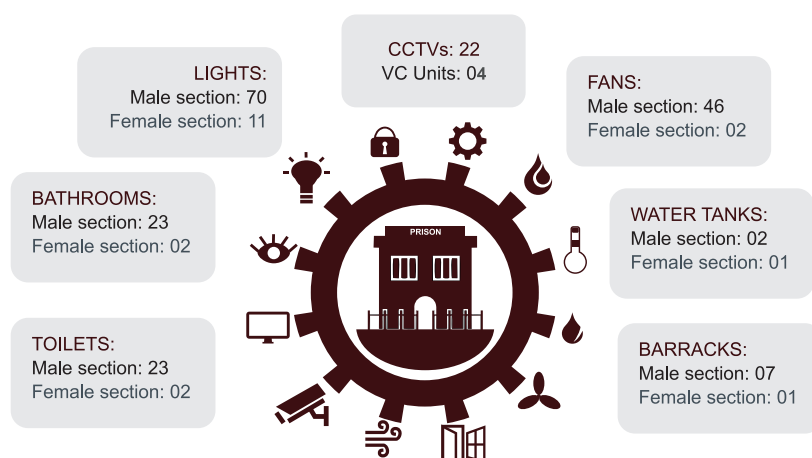 CCTVs: 22
VC Units: 04
LIGHTS:
Male section: 70
Female section: 11
FANS:
Male section: 46
Female section: 02
BATHROOMS:
Male section: 23
Female section: 02
WATER TANKS:
Male section: 02
Female section: 01
PRISON
TOILETS:
Male section: 23
Female section: 02
BARRACKS:
Male section: 07
Female section: 01